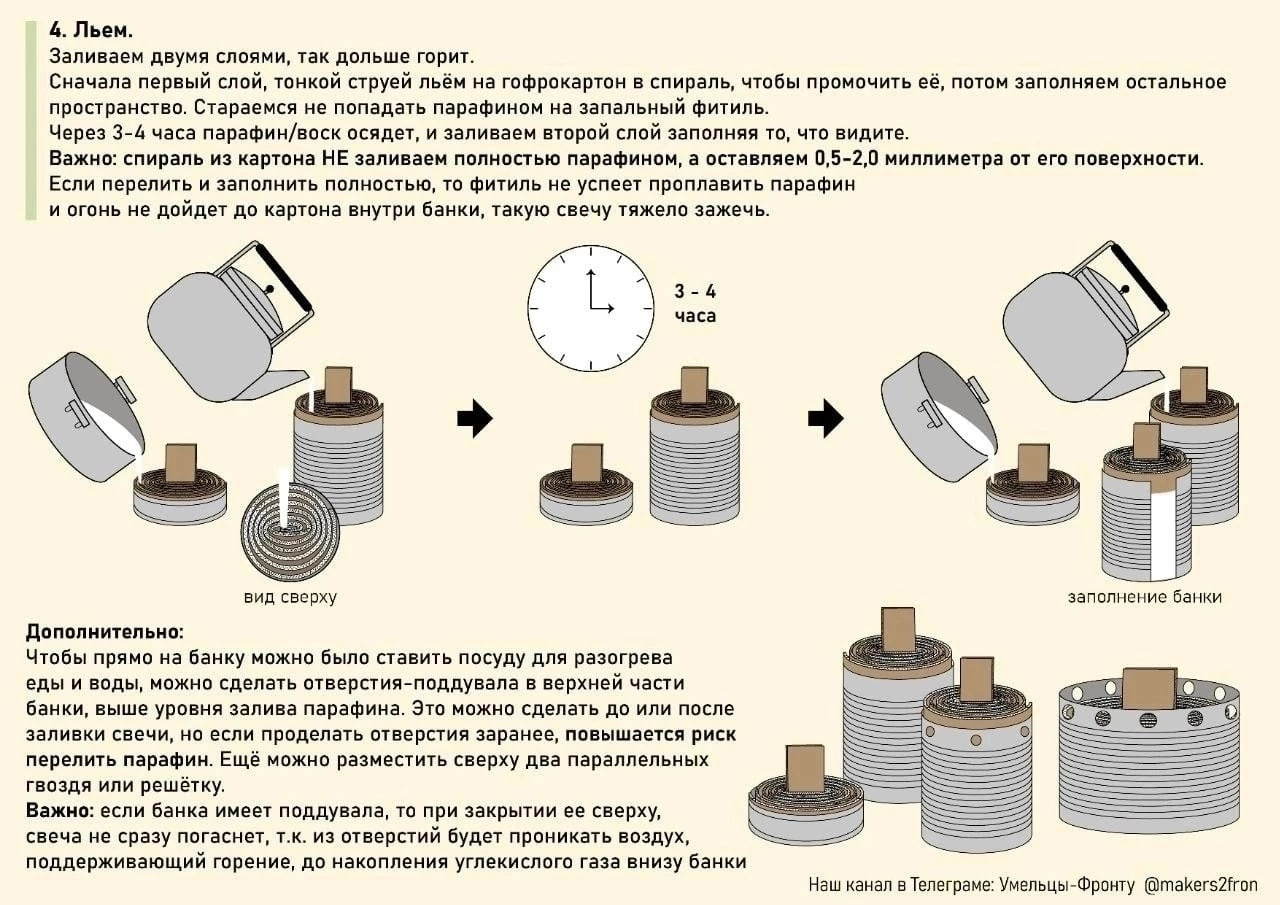 4. Льем.
Заливаем двумя слоями, так дольше горит.
Сначала первый слой, тонкой струей льём на гофрокартон в спираль, чтобы промочить её, потом заполняем остальное
пространство. Стараемся не попадать парафином на запальный фитиль.
Через 3-4 часа парафин/воск осядет, и заливаем второй слой заполняя то, что видите.
Важно: спираль из картона НЕ заливаем полностью парафином, а оставляем 0,5-2,0 миллиметра от его поверхности.
Если перелить и заполнить полностью, то фитиль не успеет проплавить парафин
и огонь не дойдет до картона внутри банки, такую свечу тяжело зажечь.
3 - 4
часа
вид сверху
заполнение банки
Дополнительно:
Чтобы прямо на банку можно было ставить посуду для разогрева
еды и воды, можно сделать отверстия-поддувала в верхней части
банки, выше уровня залива парафина. Это можно сделать до или после
заливки свечи, но если проделать отверстия заранее, повышается риск
перелить парафин. Ещё можно разместить сверху два параллельных
гвоздя или решётку.
Важно: если банка имеет поддувала, то при закрытии ее сверху,
свеча не сразу погаснет, т.к. из отверстий будет проникать воздух,
поддерживающий горение, до накопления углекислого газа внизу банки
Наш канал в Телеграме: Умельцы-Фронту @makers2fron